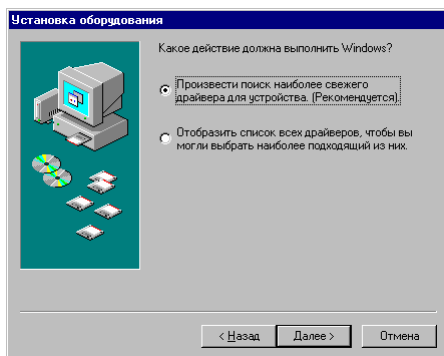 Установка оборудования
Какое действие должна выполнить Windows?
Произвести поиск наиболее свежего
драйвера для устройства. (Рекомендуется).
Отобразить список всех драйверов, чтобы вы
могли выбрать наиболее подходящий из них.
< Назад
Далее >
Отмена